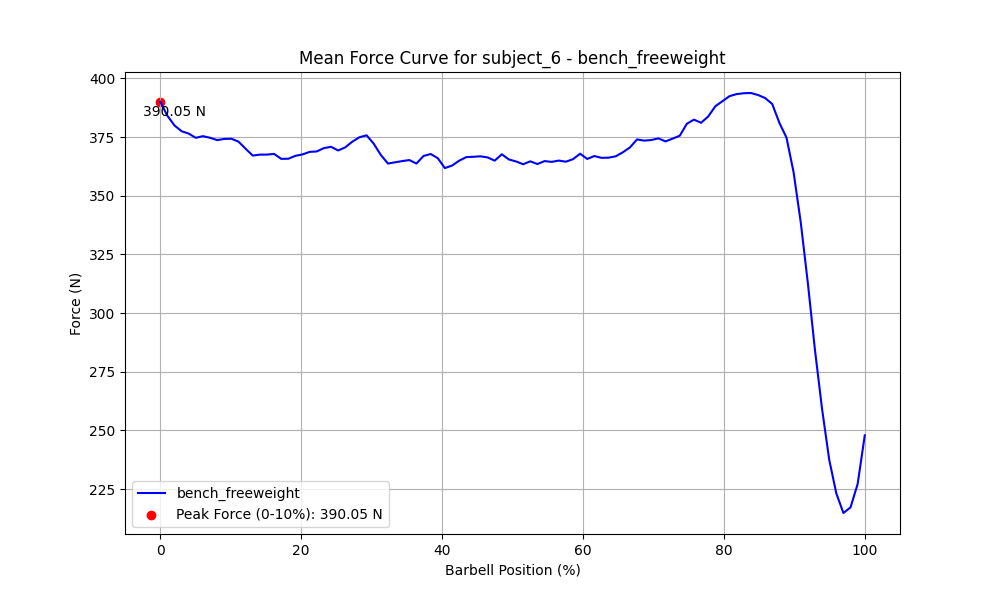 Mean Force Curve for subject_6 - bench_freeweight
400
375
350
325
300
275
250
225
Force (N)
390.05 N
bench_freeweight
Peak Force (0-10%): 390.05 N
0 20 40 60 80 100
Barbell Position (%)